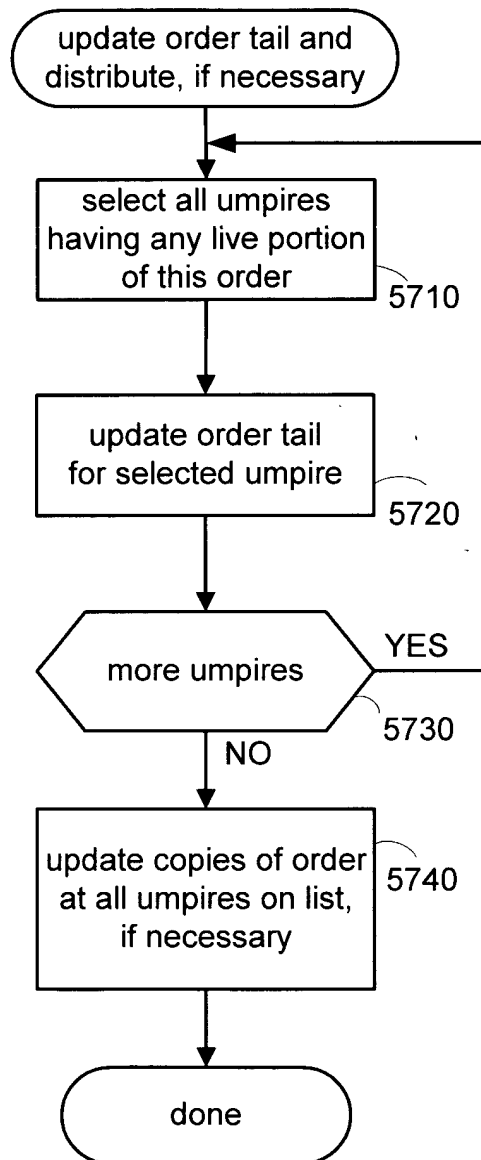 update order tail and
distribute, if necessary
select all umpires
having any live portion
of this order
5710
update order tail
for selected umpire
5720
more umpires
YES
5730
NO
update copies of order
at all umpires on list,
if necessary
5740
done